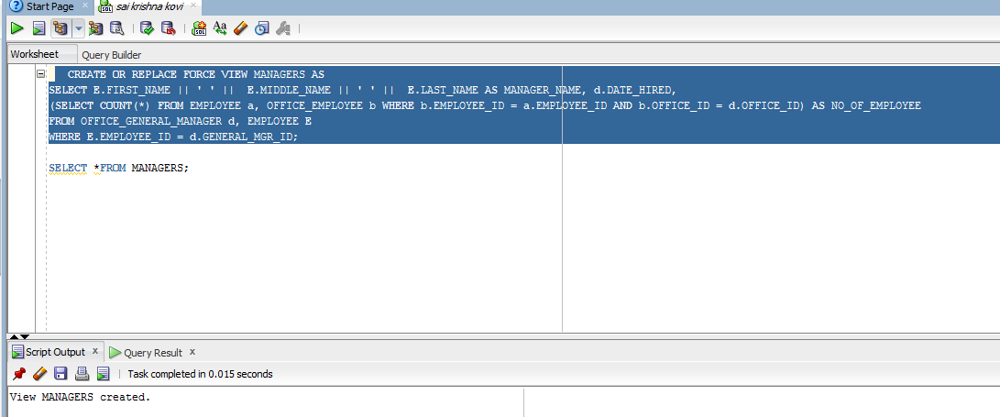 Start Page
sai krishna kovi
Worksheet Query Builder
CREATE OR REPLACE FORCE VIEW MANAGERS AS
SELECT E.FIRST_NAME || ' ' ||  E.MIDDLE_NAME || ' ' ||  E.LAST_NAME AS MANAGER_NAME, d.DATE_HIRED,
(SELECT COUNT(*) FROM EMPLOYEE a, OFFICE_EMPLOYEE b WHERE b.EMPLOYEE_ID = a.EMPLOYEE_ID AND b.OFFICE_ID = d.OFFICE_ID) AS NO_OF_EMPLOYEE
FROM OFFICE_GENERAL_MANAGER d, EMPLOYEE E
WHERE E.EMPLOYEE_ID = d.GENERAL_MGR_ID;
SELECT *FROM MANAGERS;
Script Output x Query Result x
Task completed in 0.015 seconds
View MANAGERS created.